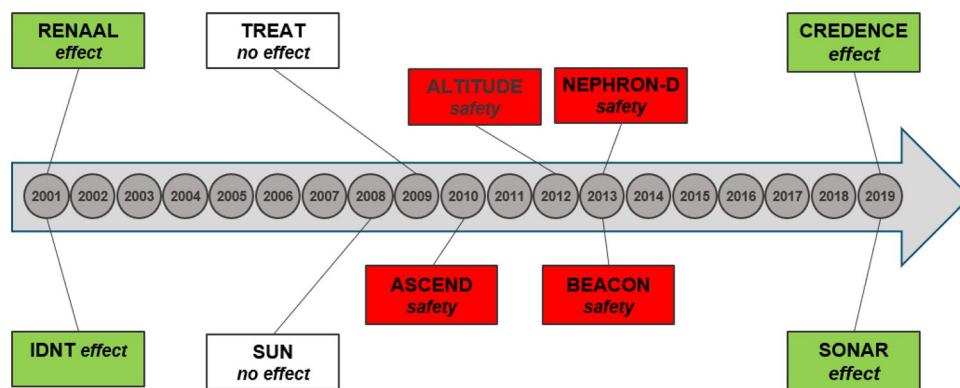 RENAAL
effect
TREAT
no effect
CREDENCE
effect
ALTITUDE
safety
NEPHRON-D
safety
2001 2002 2003 2004 2005 2006 2007 2008 2009 2010 2011 2012 2013 2014 2015 2016 2017 2018 2019
ASCEND
safety
BEACON
safety
IDNT effect
SUN
no effect
SONAR
effect